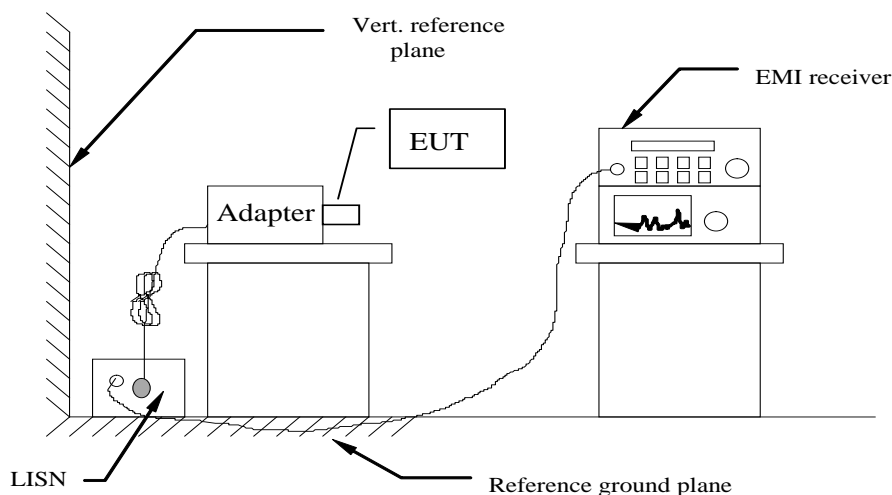 Vert. reference
plane
EMI receiver
EUT
Adapter
LISN
Reference ground plane